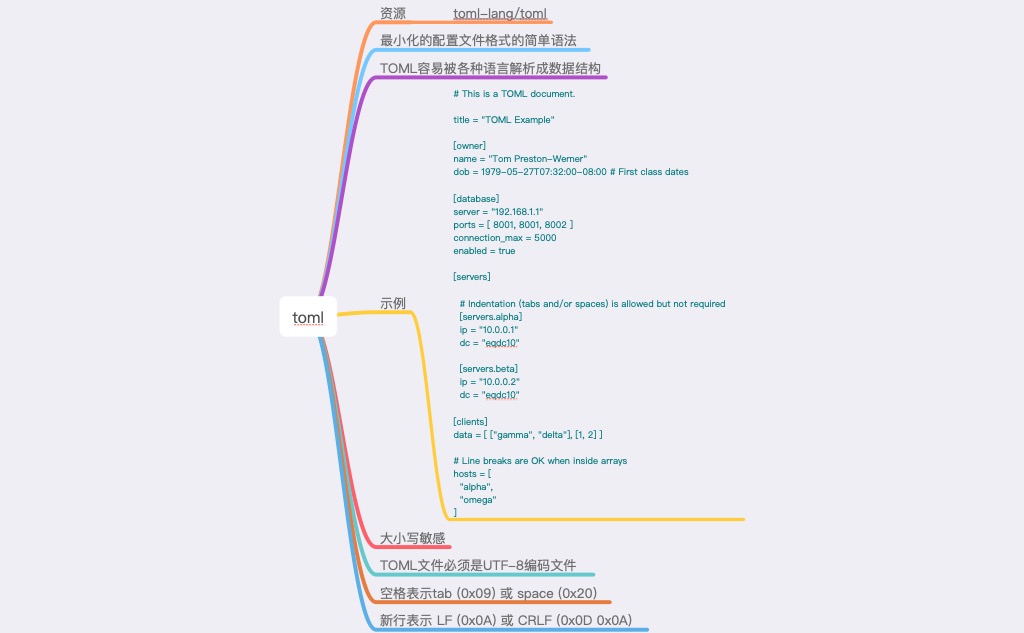 资源 toml-lang/toml
最小化的配置文件格式的简单语法
TOML容易被各种语言解析成数据结构
# This is a TOML document.
title = "TOML Example"
[owner]
name = "Tom Preston-Werner"
dob = 1979-05-27T07:32:00-08:00 # First class dates
[database]
server = "192.168.1.1"
ports = [ 8001, 8001, 8002 ]
connection_max = 5000
enabled = true
[servers]
# Indentation (tabs and/or spaces) is allowed but not required
[servers.alpha]
ip = "10.0.0.1"
dc = "eqdc10"
[servers.beta]
ip = "10.0.0.2"
dc = "eqdc10"
[clients]
data = [ ["gamma", "delta"], [1, 2] ]
# Line breaks are OK when inside arrays
hosts = [
"alpha",
"omega"
]
示例
toml
大小写敏感
TOML文件必须是UTF-8编码文件
空格表示tab (0x09) 或 space (0x20)
新行表示 LF (0x0A) 或 CRLF (0x0D 0x0A)